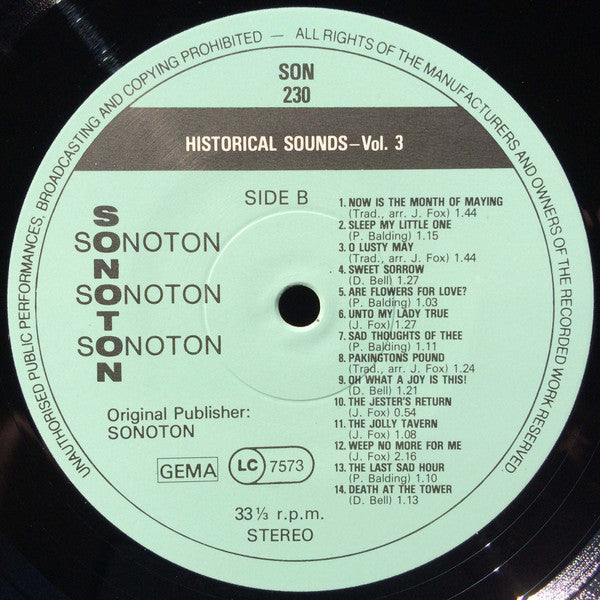 UNAUTHORISED PUBLIC PERFORMANCES, BROADCASTING AND COPYING PROHIBITED – ALL RIGHTS OF THE MANUFACTURERS AND OWNERS OF THE RECORDED WORK RESERVED.
SON
230
HISTORICAL SOUNDS–Vol. 3
SIDE B
SONOTON
SONOTON
SONOTON
SONOTON
Original Publisher:
SONOTON
GEMA
LC 7573
33⅓ r.p.m.
STEREO
1. NOW IS THE MONTH OF MAYING
(Trad., arr. J. Fox) 1.44
2. SLEEP MY LITTLE ONE
(P. Balding) 1.15
3. O LUSTY MAY
(Trad., arr. J. Fox) 1.44
4. SWEET SORROW
(D. Bell) 1.27
5. ARE FLOWERS FOR LOVE?
(P. Balding) 1.03
6. UNTO MY LADY TRUE
(J. Fox) 1.27
7. SAD THOUGHTS OF THEE
(P. Balding) 1.11
8. PAKINGTONS POUND
(Trad., arr. J. Fox) 1.24
9. OH WHAT A JOY IS THIS!
(D. Bell) 1.21
10. THE JESTER'S RETURN
(J. Fox) 0.54
11. THE JOLLY TAVERN
(J. Fox) 1.08
12. WEEP NO MORE FOR ME
(J. Fox) 2.16
13. THE LAST SAD HOUR
(P. Balding) 1.10
14. DEATH AT THE TOWER
(D. Bell) 1.13